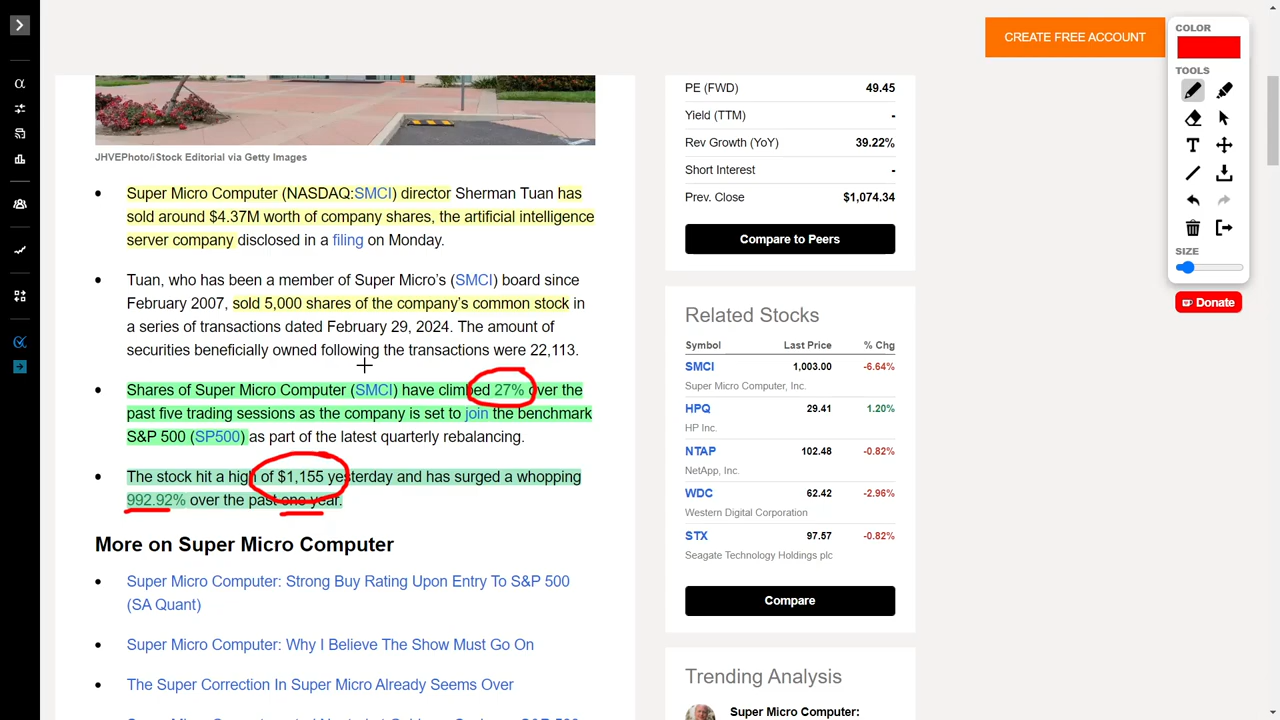 CREATE FREE ACCOUNT
COLOR
TOOLS
T
SIZE
Donate
α
JHVEPhoto/iStock Editorial via Getty Images
• Super Micro Computer (NASDAQ:SMCI) director Sherman Tuan has
sold around $4.37M worth of company shares, the artificial intelligence
server company disclosed in a filing on Monday.
• Tuan, who has been a member of Super Micro's (SMCI) board since
February 2007, sold 5,000 shares of the company's common stock in
a series of transactions dated February 29, 2024. The amount of
securities beneficially owned following the transactions were 22,113.
• Shares of Super Micro Computer (SMCI) have climbed 27% over the
past five trading sessions as the company is set to join the benchmark
S&P 500 (SP500) as part of the latest quarterly rebalancing.
• The stock hit a high of $1,155 yesterday and has surged a whopping
992.92% over the past one year.
More on Super Micro Computer
• Super Micro Computer: Strong Buy Rating Upon Entry To S&P 500
(SA Quant)
• Super Micro Computer: Why I Believe The Show Must Go On
• The Super Correction In Super Micro Already Seems Over
PE (FWD) 49.45
Yield (TTM) -
Rev Growth (YoY) 39.22%
Short Interest -
Prev. Close $1,074.34
Compare to Peers
Related Stocks
Symbol Last Price % Chg
SMCI 1,003.00 -6.64%
Super Micro Computer, Inc.
HPQ 29.41 1.20%
HP Inc.
NTAP 102.48 -0.82%
NetApp, Inc.
WDC 62.42 -2.96%
Western Digital Corporation
STX 97.57 -0.82%
Seagate Technology Holdings plc
Compare
Trending Analysis
Super Micro Computer: